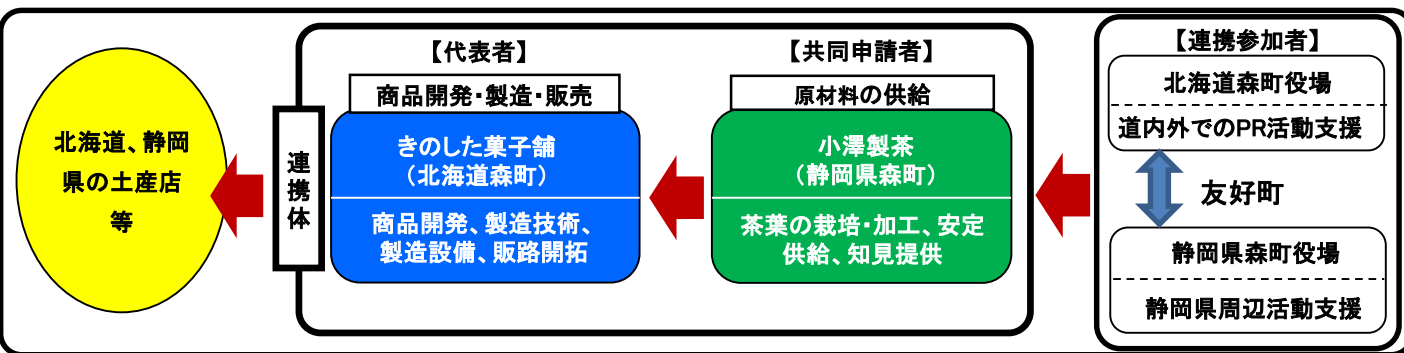 北海道、静岡
県の土産店
等
連携体
【代表者】
商品開発・製造・販売
きのした菓子舗
（北海道森町）
商品開発、製造技術、
製造設備、販路開拓
【共同申請者】
原材料の供給
小澤製茶
（静岡県森町）
茶葉の栽培・加工、安定
供給、知見提供
【連携参加者】
北海道森町役場
道内外でのPR活動支援
友好町
静岡県森町役場
静岡県周辺活動支援